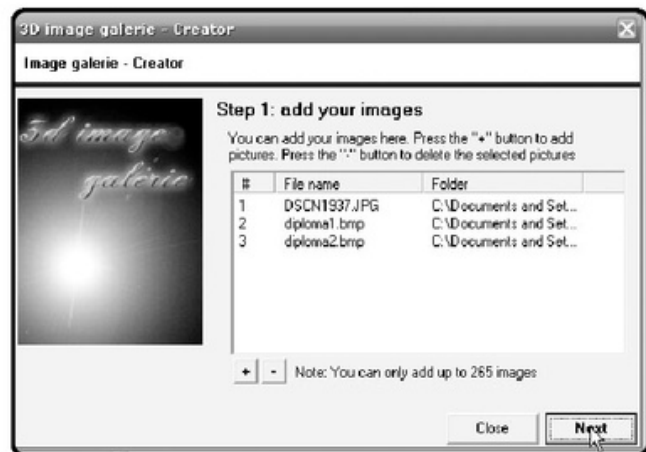 3D image galerie - Creator
Image galerie - Creator
3d image
galerie
Step 1: add your images
You can add your images here. Press the "+" button to add
pictures. Press the "-" button to delete the selected pictures
# File name Folder
1 DSCN1937.JPG C:\Documents and Set...
2 diploma1.bmp C:\Documents and Set...
3 diploma2.bmp C:\Documents and Set...
+ - Note: You can only add up to 265 images
Close Next